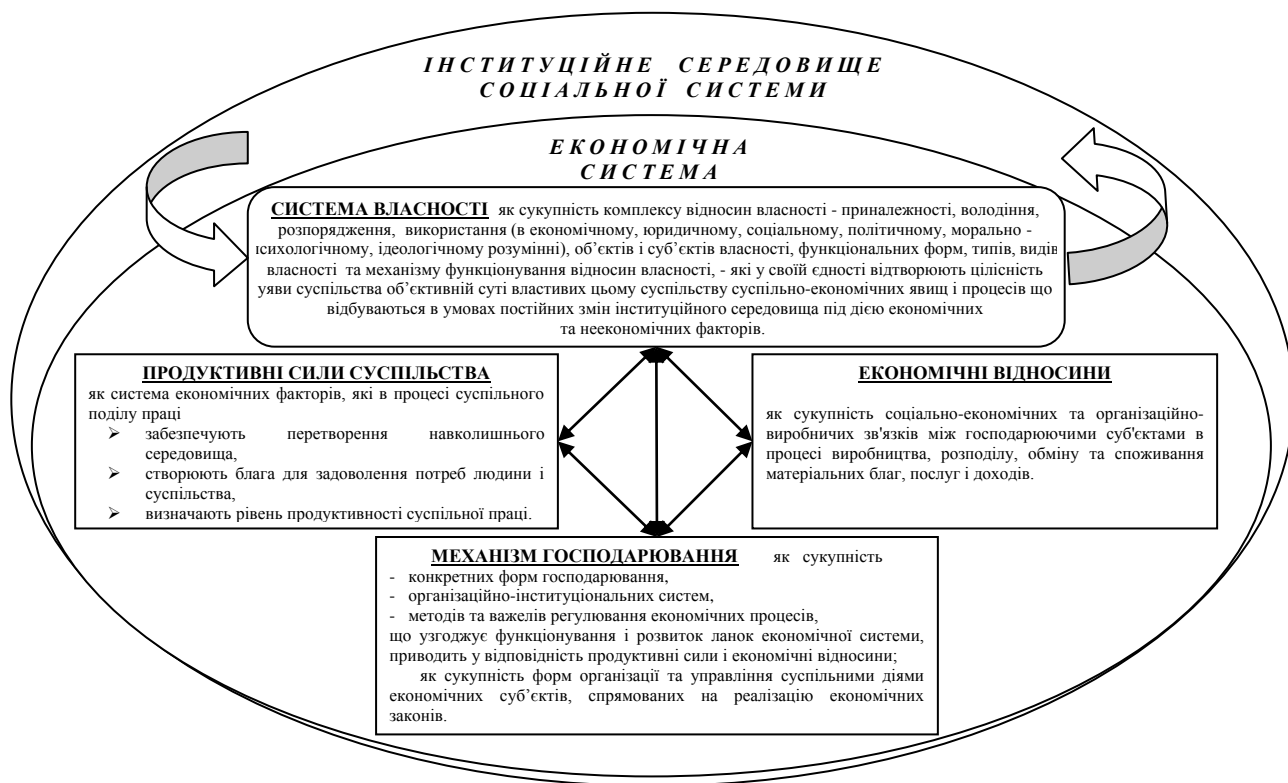 ІНСТИТУЦІЙНЕ СЕРЕДОВИЩЕ
СОЦІАЛЬНОЇ СИСТЕМИ
ЕКОНОМІЧНА
СИСТЕМА
СИСТЕМА ВЛАСНОСТІ як сукупність комплексу відносин власності - приналежності, володіння,
розпорядження, використання (в економічному, юридичному, соціальному, політичному, морально -
психологічному, ідеологічному розумінні), об’єктів і суб’єктів власності, функціональних форм, типів, видів
власності та механізму функціонування відносин власності, - які у своїй єдності відтворюють цілісність
уяви суспільства об’єктивній суті властивих цьому суспільству суспільно-економічних явищ і процесів що
відбуваються в умовах постійних змін інституційного середовища під дією економічних
та неекономічних факторів.
ПРОДУКТИВНІ СИЛИ СУСПІЛЬСТВА
як система економічних факторів, які в процесі суспільного
поділу праці
➢ забезпечують перетворення навколишнього
середовища,
➢ створюють блага для задоволення потреб людини і
суспільства,
➢ визначають рівень продуктивності суспільної праці.
ЕКОНОМІЧНІ ВІДНОСИНИ
як сукупність соціально-економічних та організаційно-
виробничих зв'язків між господарюючими суб'єктами в
процесі виробництва, розподілу, обміну та споживання
матеріальних благ, послуг і доходів.
МЕХАНІЗМ ГОСПОДАРЮВАННЯ як сукупність
- конкретних форм господарювання,
- організаційно-інституціональних систем,
- методів та важелів регулювання економічних процесів,
що узгоджує функціонування і розвиток ланок економічної системи,
приводить у відповідність продуктивні сили і економічні відносини;
як сукупність форм організації та управління суспільними діями
економічних суб’єктів, спрямованих на реалізацію економічних
законів.